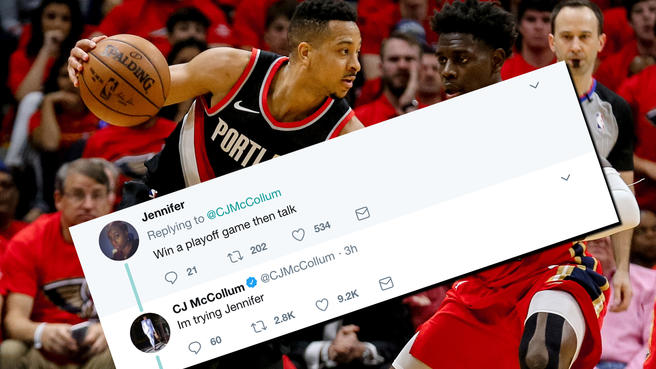 SPALDING
PORTL
Jennifer
Replying to @CJMcCollum
Win a playoff game then talk
21 202 534
CJ McCollum @CJMcCollum · 3h
Im trying Jennifer
60 2.8K 9.2K